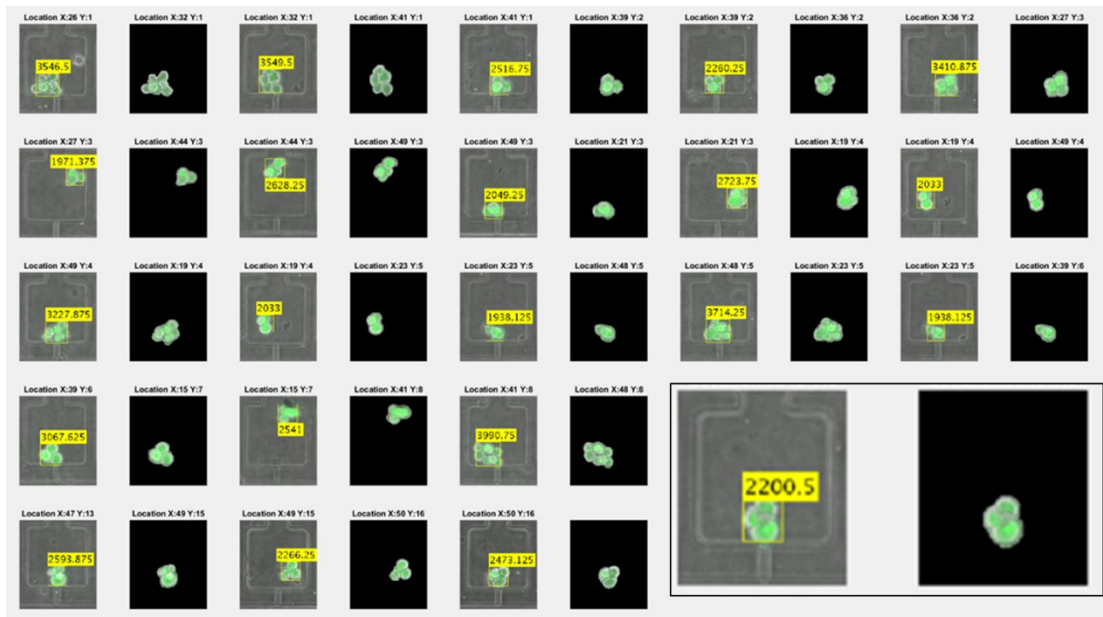 Location X:26 Y:1 Location X:32 Y:1 Location X:32 Y:1 Location X:41 Y:1 Location X:41 Y:1 Location X:39 Y:2 Location X:39 Y:2 Location X:36 Y:2 Location X:36 Y:2 Location X:27 Y:3
3546.5 3549.5 2516.75 2260.25 3410.875
Location X:27 Y:3 Location X:44 Y:3 Location X:44 Y:3 Location X:49 Y:3 Location X:49 Y:3 Location X:21 Y:3 Location X:21 Y:3 Location X:19 Y:4 Location X:19 Y:4 Location X:49 Y:4
1971.375 2628.25 2049.25 2723.75 2033
Location X:49 Y:4 Location X:19 Y:4 Location X:19 Y:4 Location X:23 Y:5 Location X:23 Y:5 Location X:48 Y:5 Location X:48 Y:5 Location X:23 Y:5 Location X:23 Y:5 Location X:39 Y:6
3227.875 2033 1938.125 3714.25 1938.125
Location X:39 Y:6 Location X:15 Y:7 Location X:15 Y:7 Location X:41 Y:8 Location X:41 Y:8 Location X:48 Y:8
3067.625 2541 3990.75
2200.5
Location X:47 Y:13 Location X:49 Y:15 Location X:49 Y:15 Location X:50 Y:16 Location X:50 Y:16
2593.875 2266.25 2473.125